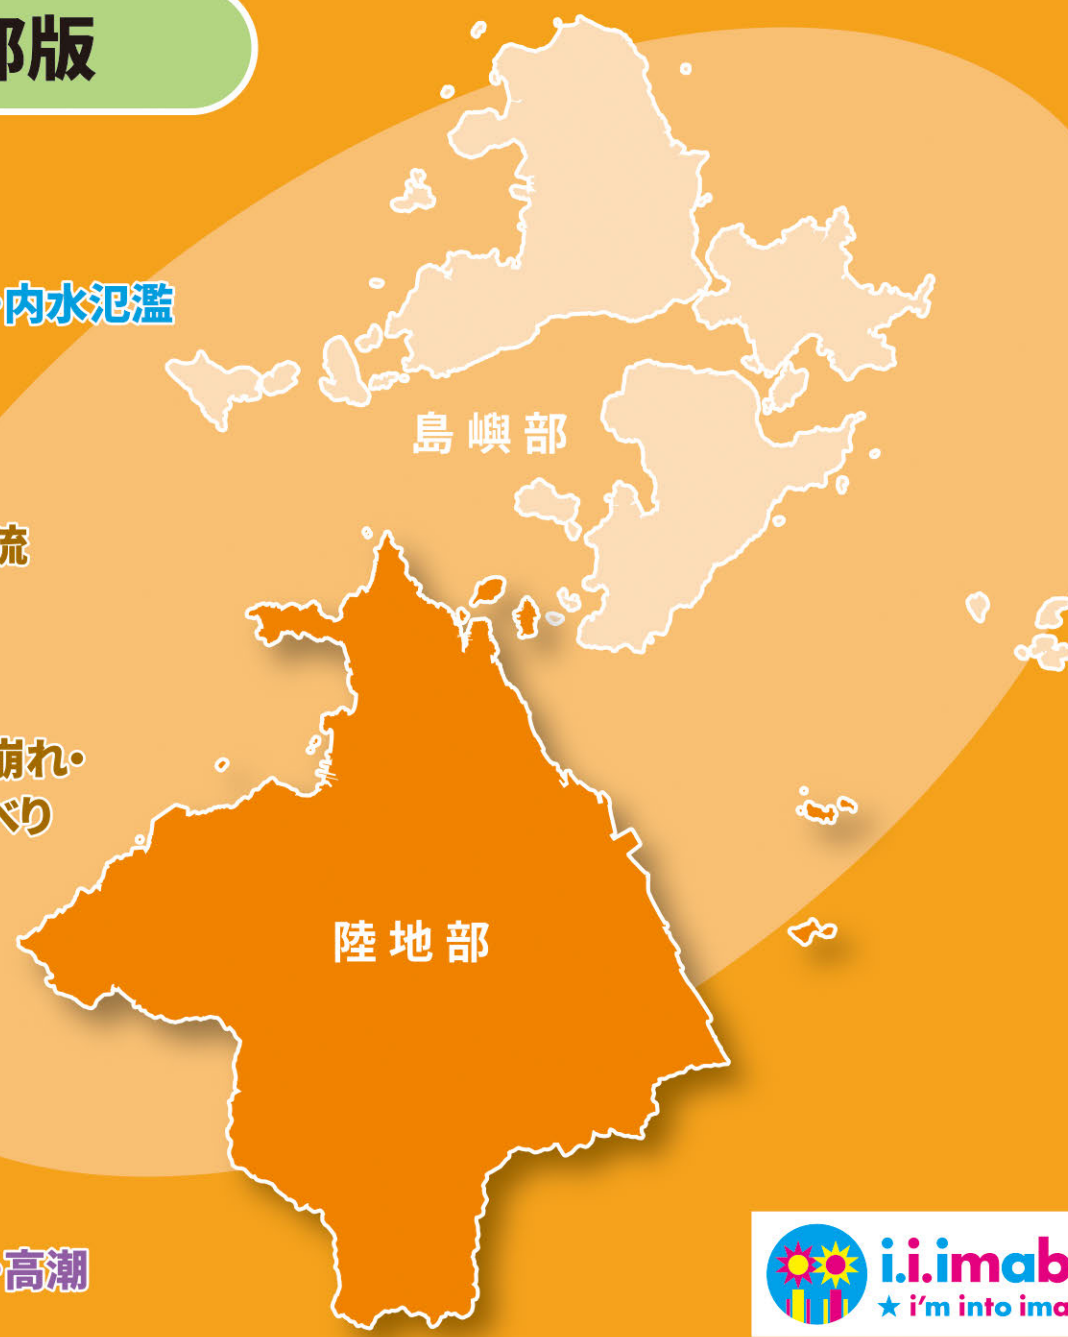 部版
・内水氾濫
島嶼部
流
崩れ・
べり
陸地部
・高潮
i.i.imab
★ i'm into ima